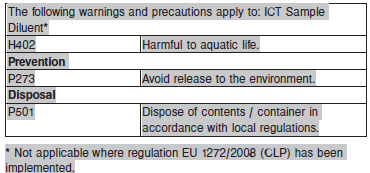 The following warnings and precautions apply to: ICT Sample
Diluent*
H402 Harmful to aquatic life.
Prevention
P273 Avoid release to the environment.
Disposal
P501 Dispose of contents / container in
accordance with local regulations.
* Not applicable where regulation EU 1272/2008 (CLP) has been
implemented.